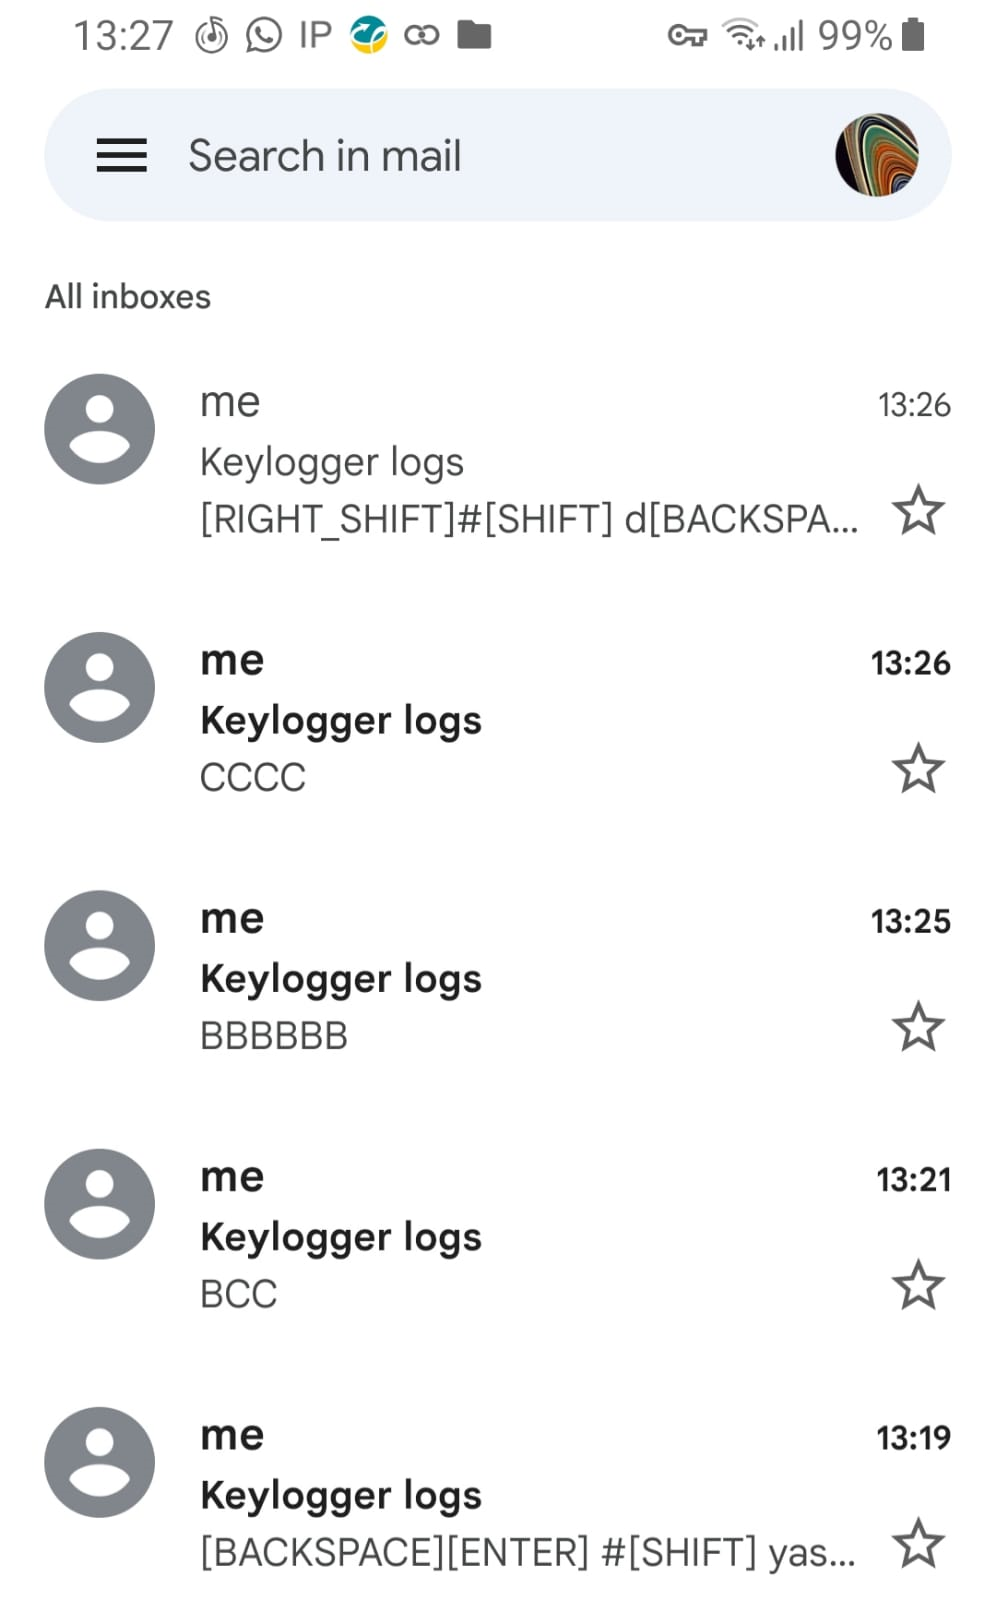 13:27 IP 99%
Search in mail
All inboxes
me 13:26
Keylogger logs
[RIGHT_SHIFT]#[SHIFT] d[BACKSPA...
me 13:26
Keylogger logs
CCCC
me 13:25
Keylogger logs
BBBBBB
me 13:21
Keylogger logs
BCC
me 13:19
Keylogger logs
[BACKSPACE][ENTER] #[SHIFT] yas...